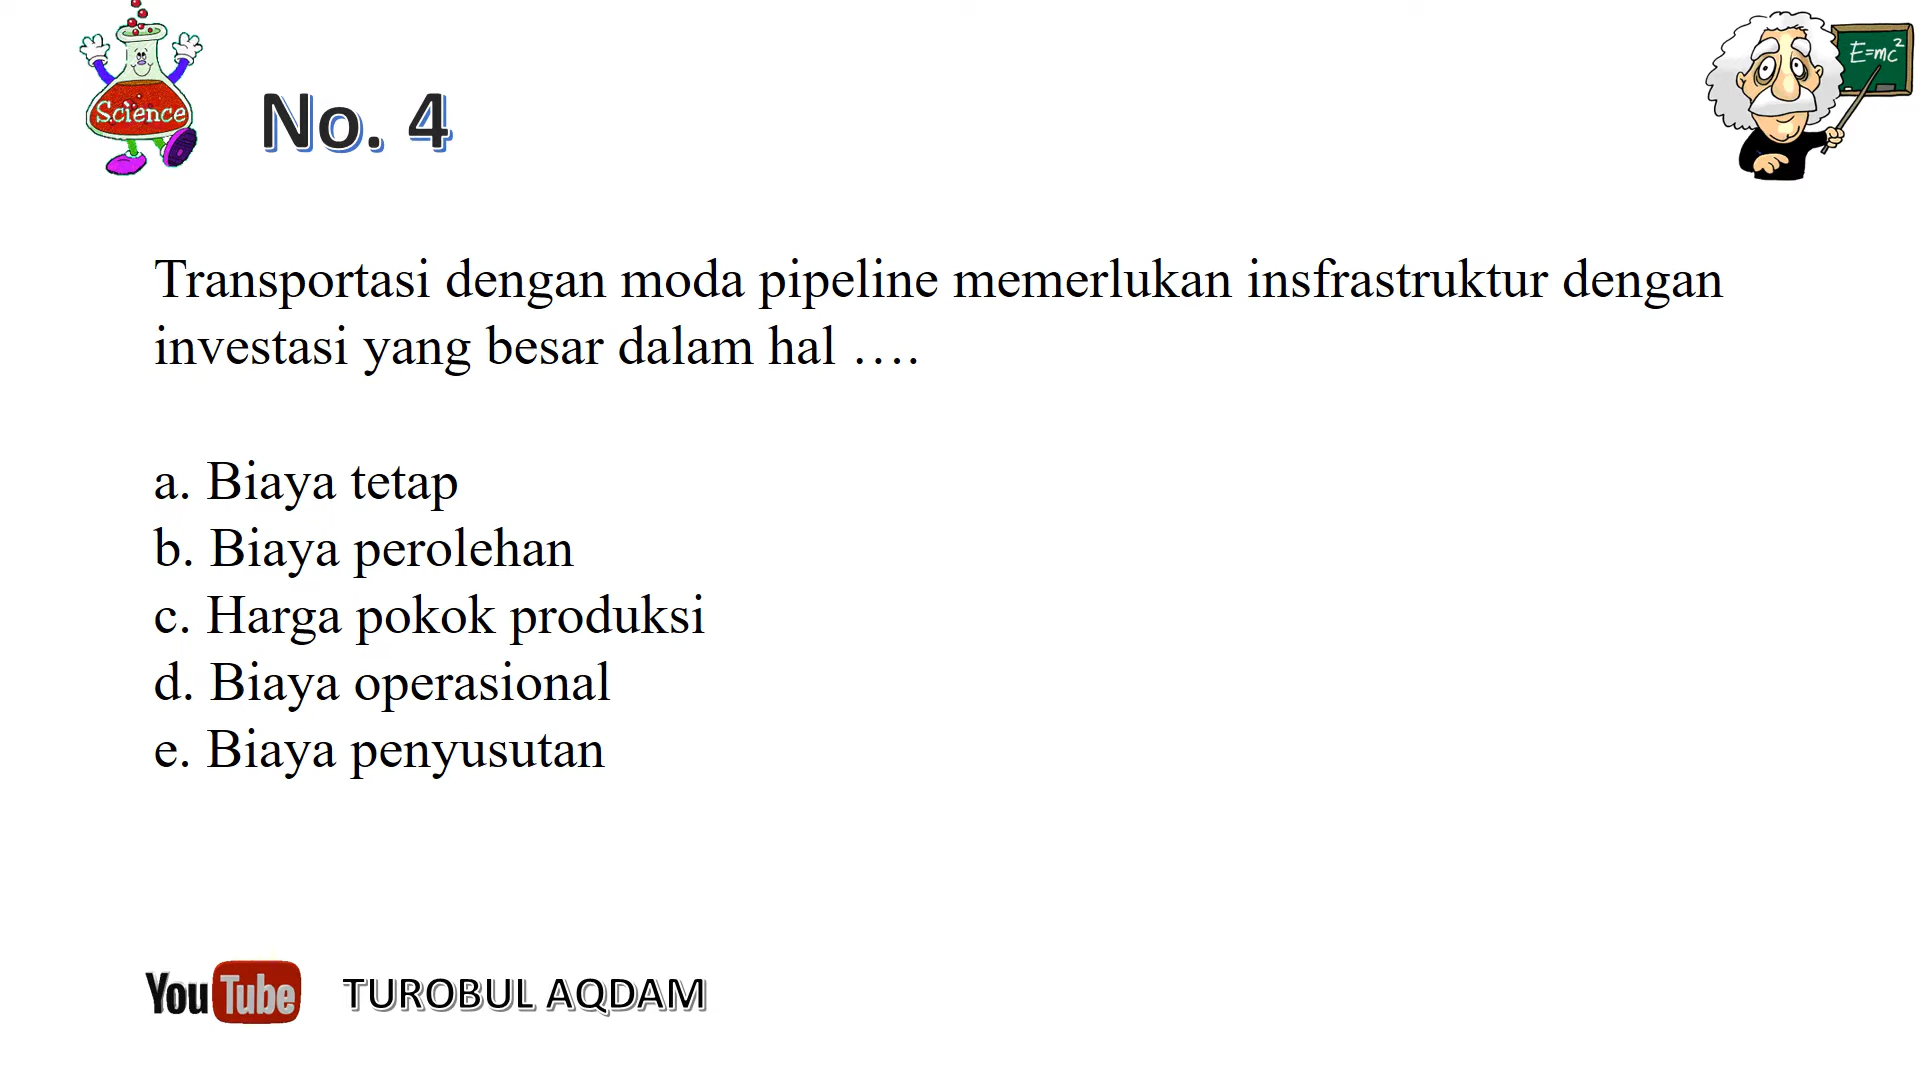 Science
No. 4
E=mc²
Transportasi dengan moda pipeline memerlukan insfrastruktur dengan
investasi yang besar dalam hal ….
a. Biaya tetap
b. Biaya perolehan
c. Harga pokok produksi
d. Biaya operasional
e. Biaya penyusutan
YouTube TUROBUL AQDAM